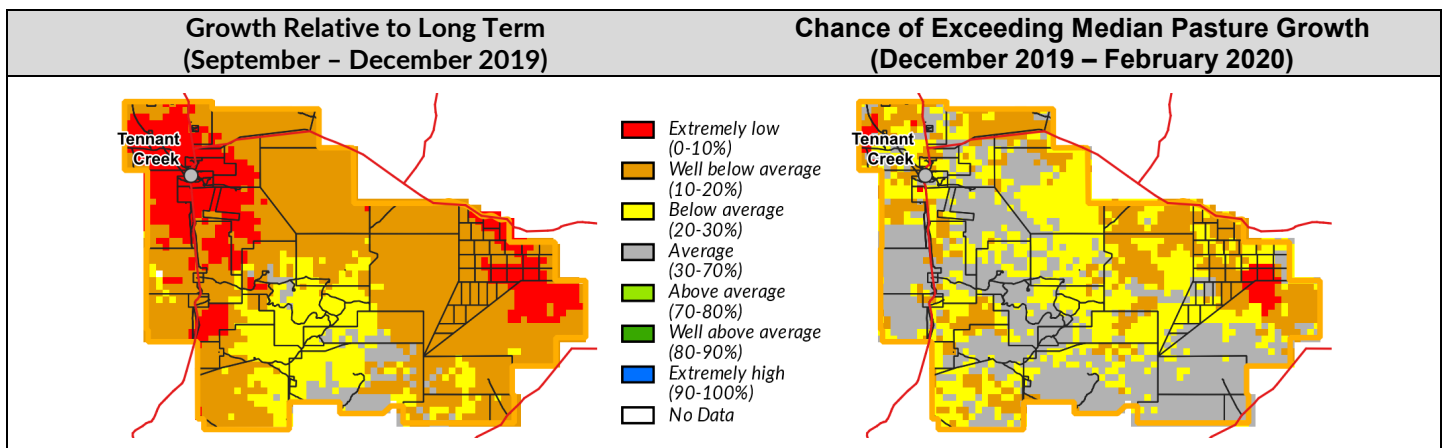 Growth Relative to Long Term
(September – December 2019)
Chance of Exceeding Median Pasture Growth
(December 2019 – February 2020)
Tennant
Creek
Extremely low
(0-10%)
Well below average
(10-20%)
Below average
(20-30%)
Average
(30-70%)
Above average
(70-80%)
Well above average
(80-90%)
Extremely high
(90-100%)
No Data
Tennant
Creek